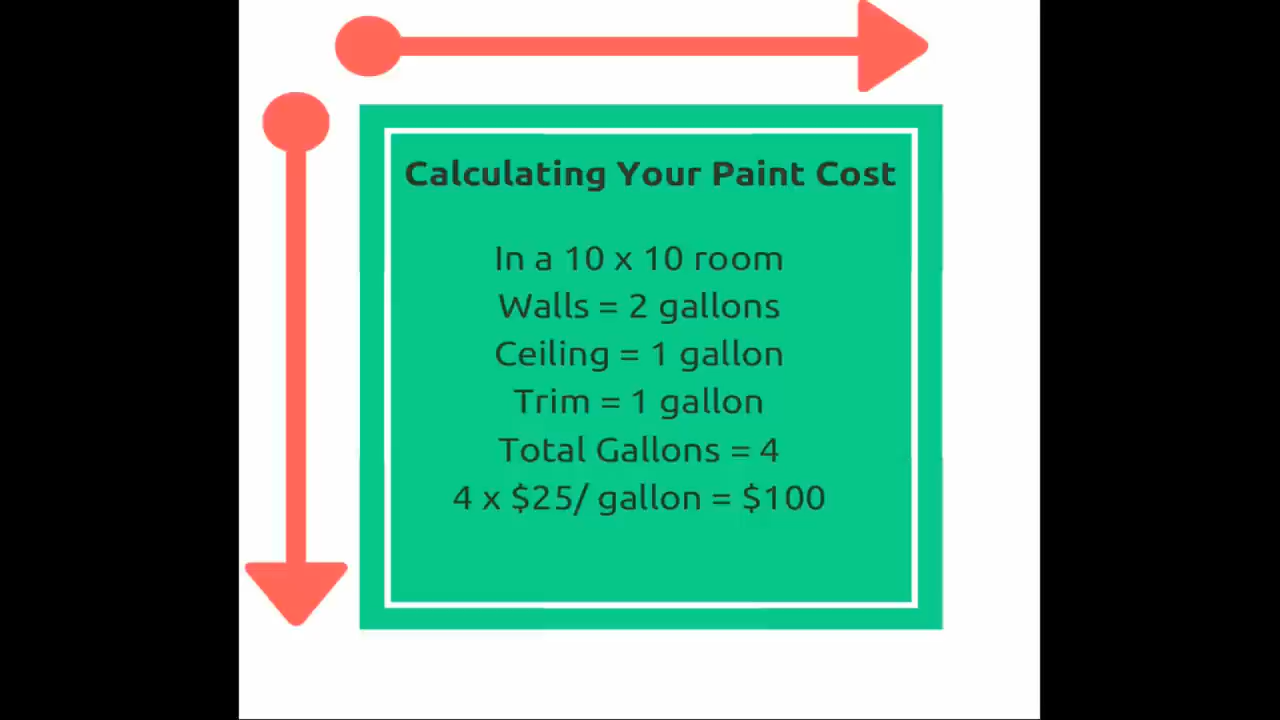 Calculating Your Paint Cost
In a 10 x 10 room
Walls = 2 gallons
Ceiling = 1 gallon
Trim = 1 gallon
Total Gallons = 4
4 x $25/ gallon = $100